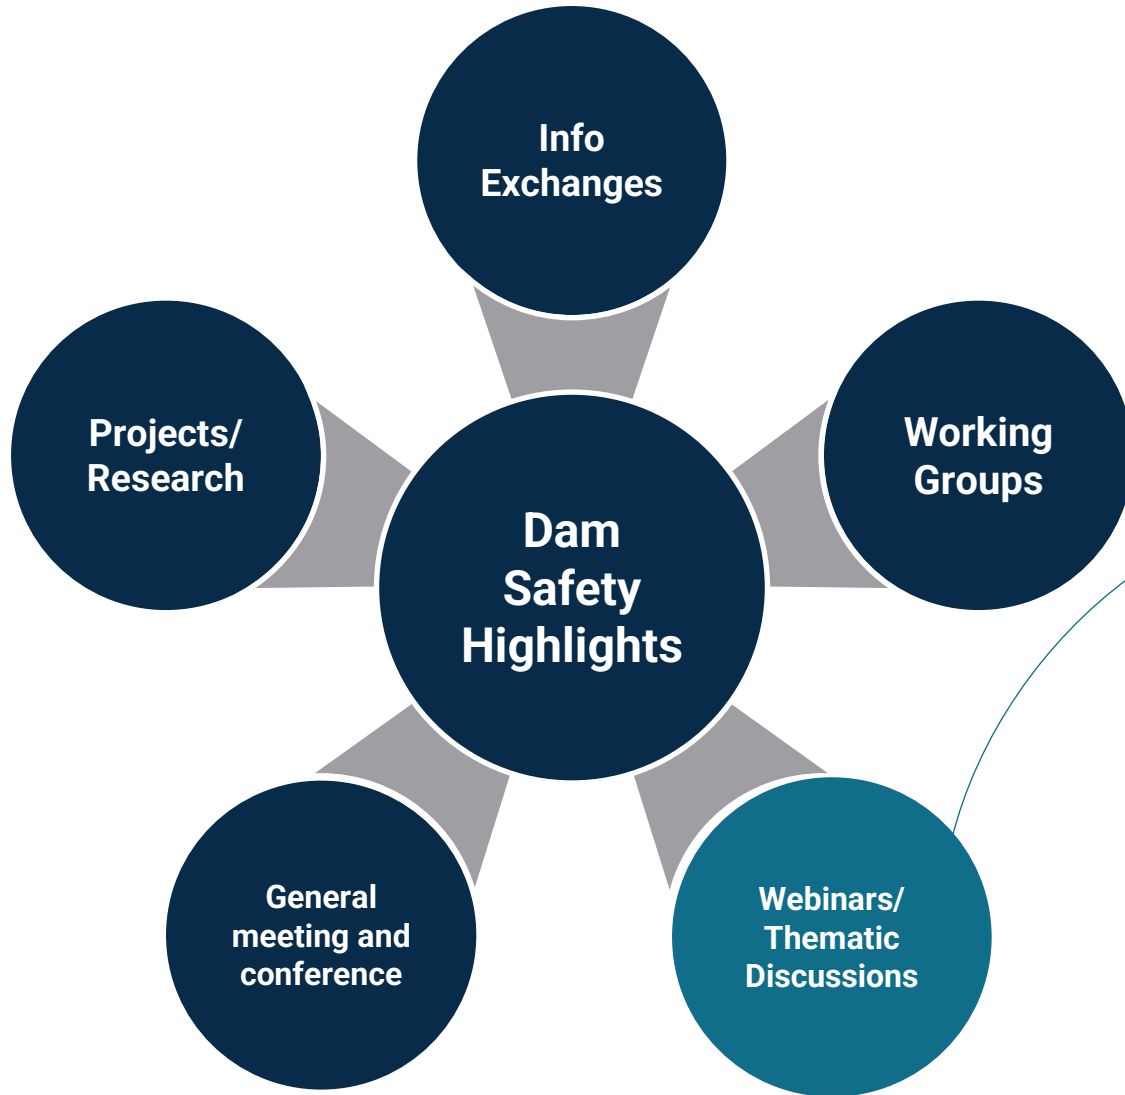 Info
Exchanges
Projects/
Research
Working
Groups
Dam
Safety
Highlights
General
meeting and
conference
Webinars/
Thematic
Discussions